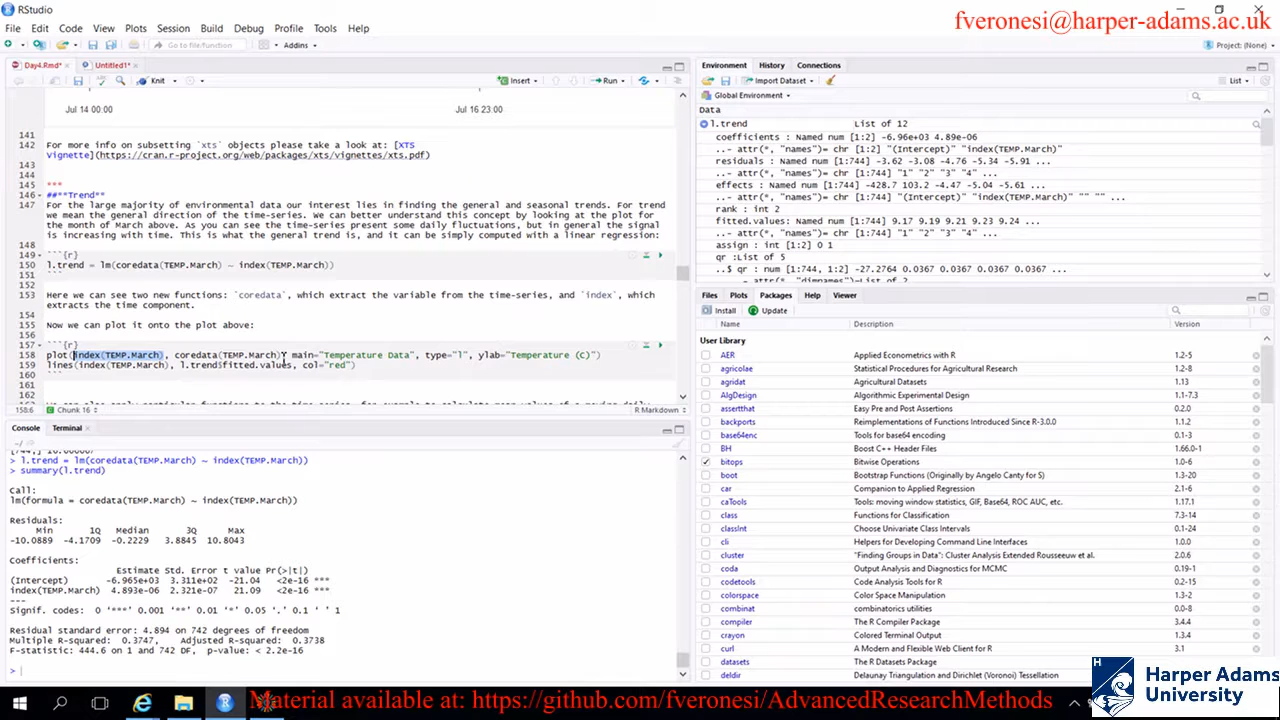 RStudio
fveronesi@harper-adams.ac.uk
File Edit Code View Plots Session Build Debug Profile Tools Help
Go to file/function Addins Project: (None)
Day4.Rmd* Untitled1*
Knit Insert Run
Jul 14 00:00 Jul 16 23:00
141
142 For more info on subsetting `xts` objects please take a look at: [XTS
Vignette](https://cran.r-project.org/web/packages/xts/vignettes/xts.pdf)
143
144
145 ***
146 ##**Trend**
147 For the large majority of environmental data our interest lies in finding the general and seasonal trends. For trend
we mean the general direction of the time-series. We can better understand this concept by looking at the plot for
the month of March above. As you can see the time-series present some daily fluctuations, but in general the signal
is increasing with time. This is what the general trend is, and it can be simply computed with a linear regression:
148
149 ```{r}
150 l.trend = lm(coredata(TEMP.March) ~ index(TEMP.March))
151 ```
152
153 Here we can see two new functions: `coredata`, which extract the variable from the time-series, and `index`, which
extracts the time component.
154
155 Now we can plot it onto the plot above:
156
157 ```{r}
158 plot(index(TEMP.March), coredata(TEMP.March), main="Temperature Data", type="l", ylab="Temperature (C)")
159 lines(index(TEMP.March), l.trend$fitted.values, col="red")
160 ```
161
162
158:6 Chunk 16 R Markdown
Console Terminal
~/
> l.trend = lm(coredata(TEMP.March) ~ index(TEMP.March))
> summary(l.trend)
Call:
lm(formula = coredata(TEMP.March) ~ index(TEMP.March))
Residuals:
Min 1Q Median 3Q Max
-10.0889 -4.1709 -0.2229 3.8845 10.8043
Coefficients:
Estimate Std. Error t value Pr(>|t|)
(Intercept) -6.965e+03 3.311e+02 -21.04 <2e-16 ***
index(TEMP.March) 4.893e-06 2.321e-07 21.09 <2e-16 ***
---
Signif. codes: 0 '***' 0.001 '**' 0.01 '*' 0.05 '.' 0.1 ' ' 1
Residual standard error: 4.894 on 742 degrees of freedom
Multiple R-squared: 0.3747, Adjusted R-squared: 0.3738
F-statistic: 444.6 on 1 and 742 DF, p-value: < 2.2e-16
>
Environment History Connections
Import Dataset List
Global Environment
Data
l.trend List of 12
coefficients : Named num [1:2] -6.96e+03 4.89e-06
..- attr(*, "names")= chr [1:2] "(Intercept)" "index(TEMP.March)"
residuals : Named num [1:744] -3.62 -3.08 -4.76 -5.34 -5.91 ...
..- attr(*, "names")= chr [1:744] "1" "2" "3" "4" ...
effects : Named num [1:744] -428.7 103.2 -4.47 -5.04 -5.61 ...
..- attr(*, "names")= chr [1:744] "(Intercept)" "index(TEMP.March)" "" "" ...
rank : int 2
fitted.values: Named num [1:744] 9.17 9.19 9.21 9.23 9.24 ...
..- attr(*, "names")= chr [1:744] "1" "2" "3" "4" ...
assign : int [1:2] 0 1
qr :List of 5
..$ qr : num [1:744, 1:2] -27.2764 0.0367 0.0367 0.0367 0.0367 ...
Files Plots Packages Help Viewer
Install Update
Name Description Version
User Library
AER Applied Econometrics with R 1.2-5
agricolae Statistical Procedures for Agricultural Research 1.2-8
agridat Agricultural Datasets 1.13
AlgDesign Algorithmic Experimental Design 1.1-7.3
assertthat Easy Pre and Post Assertions 0.2.0
backports Reimplementations of Functions Introduced Since R-3.0.0 1.1.2
base64enc Tools for base64 encoding 0.1-3
BH Boost C++ Header Files 1.66.0-1
bitops Bitwise Operations 1.0-6
boot Bootstrap Functions (Originally by Angelo Canty for S) 1.3-20
car Companion to Applied Regression 2.1-6
caTools Tools: moving window statistics, GIF, Base64, ROC AUC, etc. 1.17.1
class Functions for Classification 7.3-14
classInt Choose Univariate Class Intervals 0.1-24
cli Helpers for Developing Command Line Interfaces 1.0.0
cluster "Finding Groups in Data": Cluster Analysis Extended Rousseeuw et al. 2.0.6
coda Output Analysis and Diagnostics for MCMC 0.19-1
codetools Code Analysis Tools for R 0.2-15
colorspace Color Space Manipulation 1.3-2
combinat combinatorics utilities 0.0-8
compiler The R Compiler Package 3.4.3
crayon Colored Terminal Output 1.3.4
curl A Modern and Flexible Web Client for R 3.1
datasets The R Datasets Package 3.4.3
deldir Delaunay Triangulation and Dirichlet (Voronoi) Tessellation
Material available at: https://github.com/fveronesi/AdvancedResearchMethods
Harper Adams
University